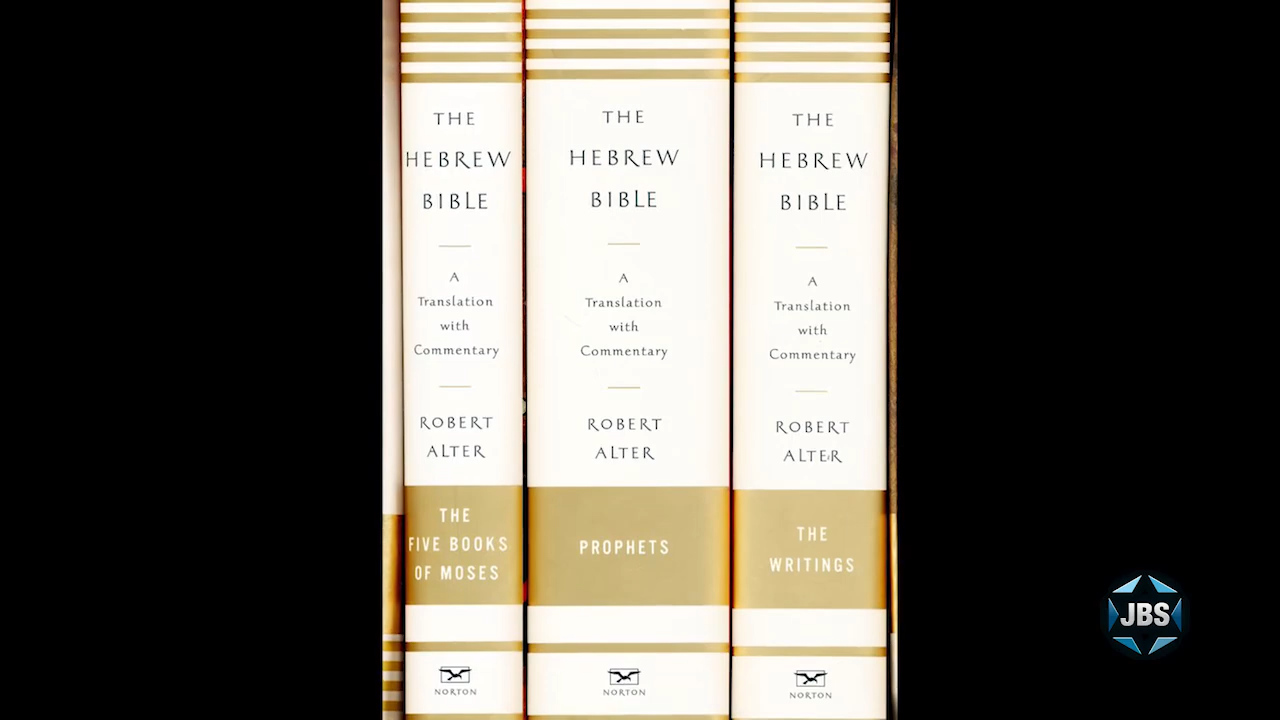 THE
HEBREW
BIBLE
A
Translation
with
Commentary
ROBERT
ALTER
THE
FIVE BOOKS
OF MOSES
NORTON
THE
HEBREW
BIBLE
A
Translation
with
Commentary
ROBERT
ALTER
PROPHETS
NORTON
THE
HEBREW
BIBLE
A
Translation
with
Commentary
ROBERT
ALTER
THE
WRITINGS
NORTON
JBS